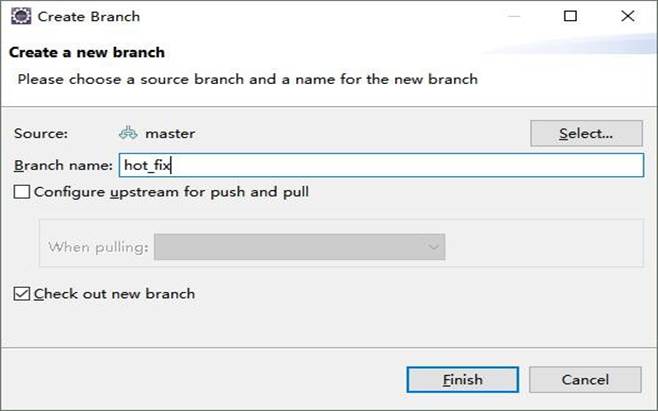 Create Branch
Create a new branch
Please choose a source branch and a name for the new branch
Source: master Select...
Branch name: hot_fix
Configure upstream for push and pull
When pulling:
Check out new branch
Finish Cancel